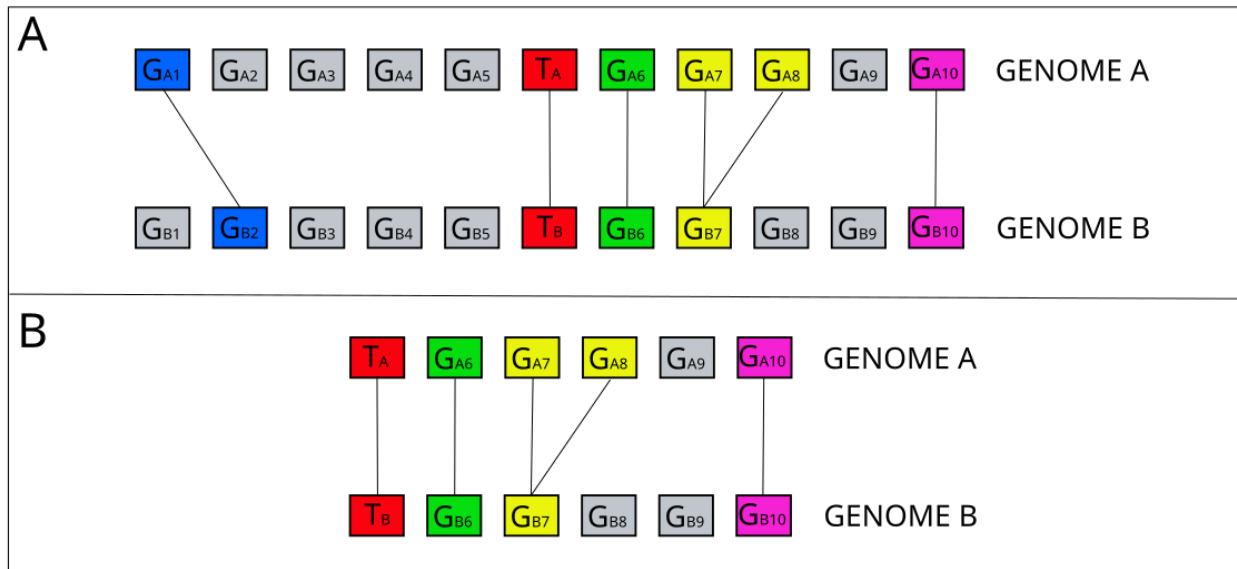 A
GA1 GA2 GA3 GA4 GA5 TA GA6 GA7 GA8 GA9 GA10 GENOME A
GB1 GB2 GB3 GB4 GB5 TB GB6 GB7 GB8 GB9 GB10 GENOME B
B
TA GA6 GA7 GA8 GA9 GA10 GENOME A
TB GB6 GB7 GB8 GB9 GB10 GENOME B